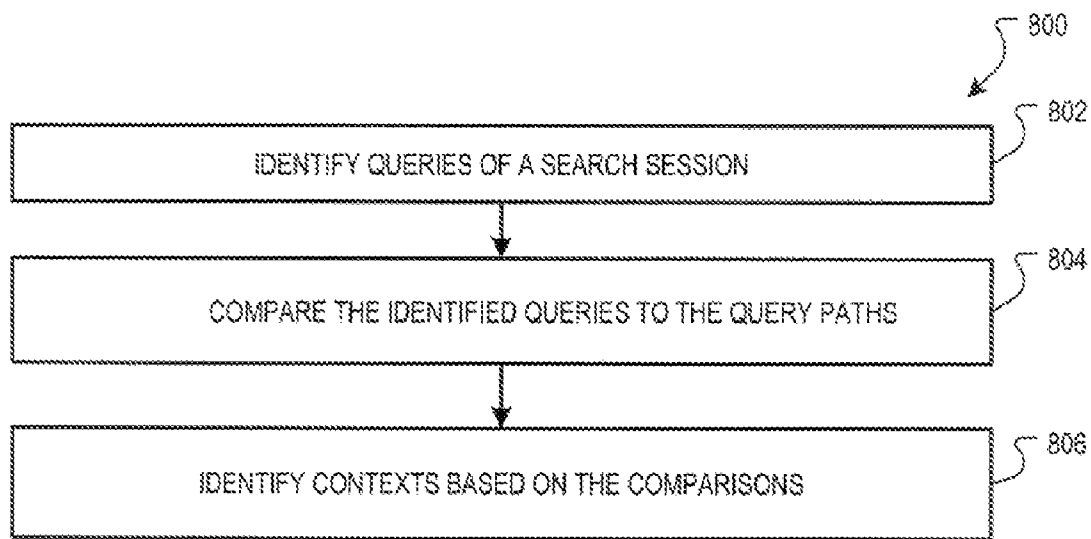 800
802
IDENTIFY QUERIES OF A SEARCH SESSION
804
COMPARE THE IDENTIFIED QUERIES TO THE QUERY PATHS
806
IDENTIFY CONTEXTS BASED ON THE COMPARISONS